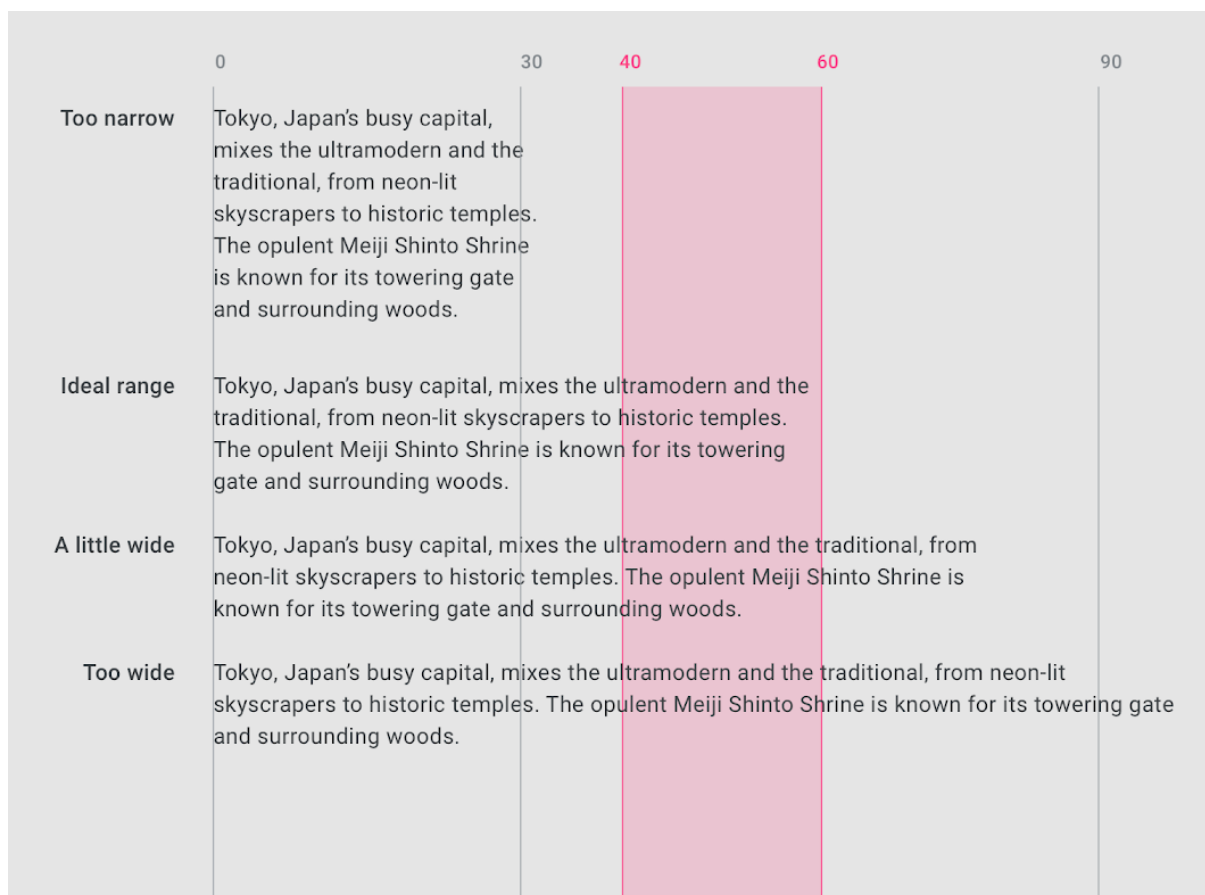 0 30 40 60 90
Too narrow Tokyo, Japan’s busy capital,
mixes the ultramodern and the
traditional, from neon-lit
skyscrapers to historic temples.
The opulent Meiji Shinto Shrine
is known for its towering gate
and surrounding woods.
Ideal range Tokyo, Japan’s busy capital, mixes the ultramodern and the
traditional, from neon-lit skyscrapers to historic temples.
The opulent Meiji Shinto Shrine is known for its towering
gate and surrounding woods.
A little wide Tokyo, Japan’s busy capital, mixes the ultramodern and the traditional, from
neon-lit skyscrapers to historic temples. The opulent Meiji Shinto Shrine is
known for its towering gate and surrounding woods.
Too wide Tokyo, Japan’s busy capital, mixes the ultramodern and the traditional, from neon-lit
skyscrapers to historic temples. The opulent Meiji Shinto Shrine is known for its towering gate
and surrounding woods.